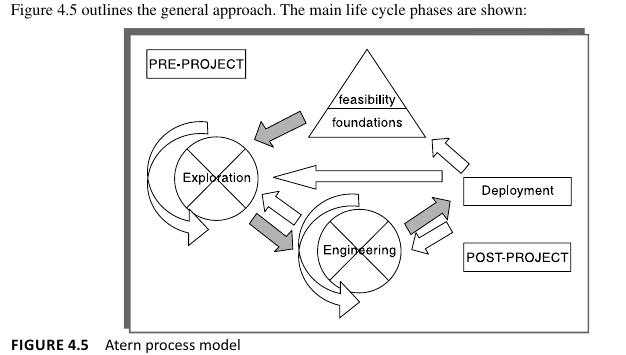 Figure 4.5 outlines the general approach. The main life cycle phases are shown:
PRE-PROJECT
feasibility
foundations
Exploration
Deployment
Engineering
POST-PROJECT
FIGURE 4.5 Atern process model